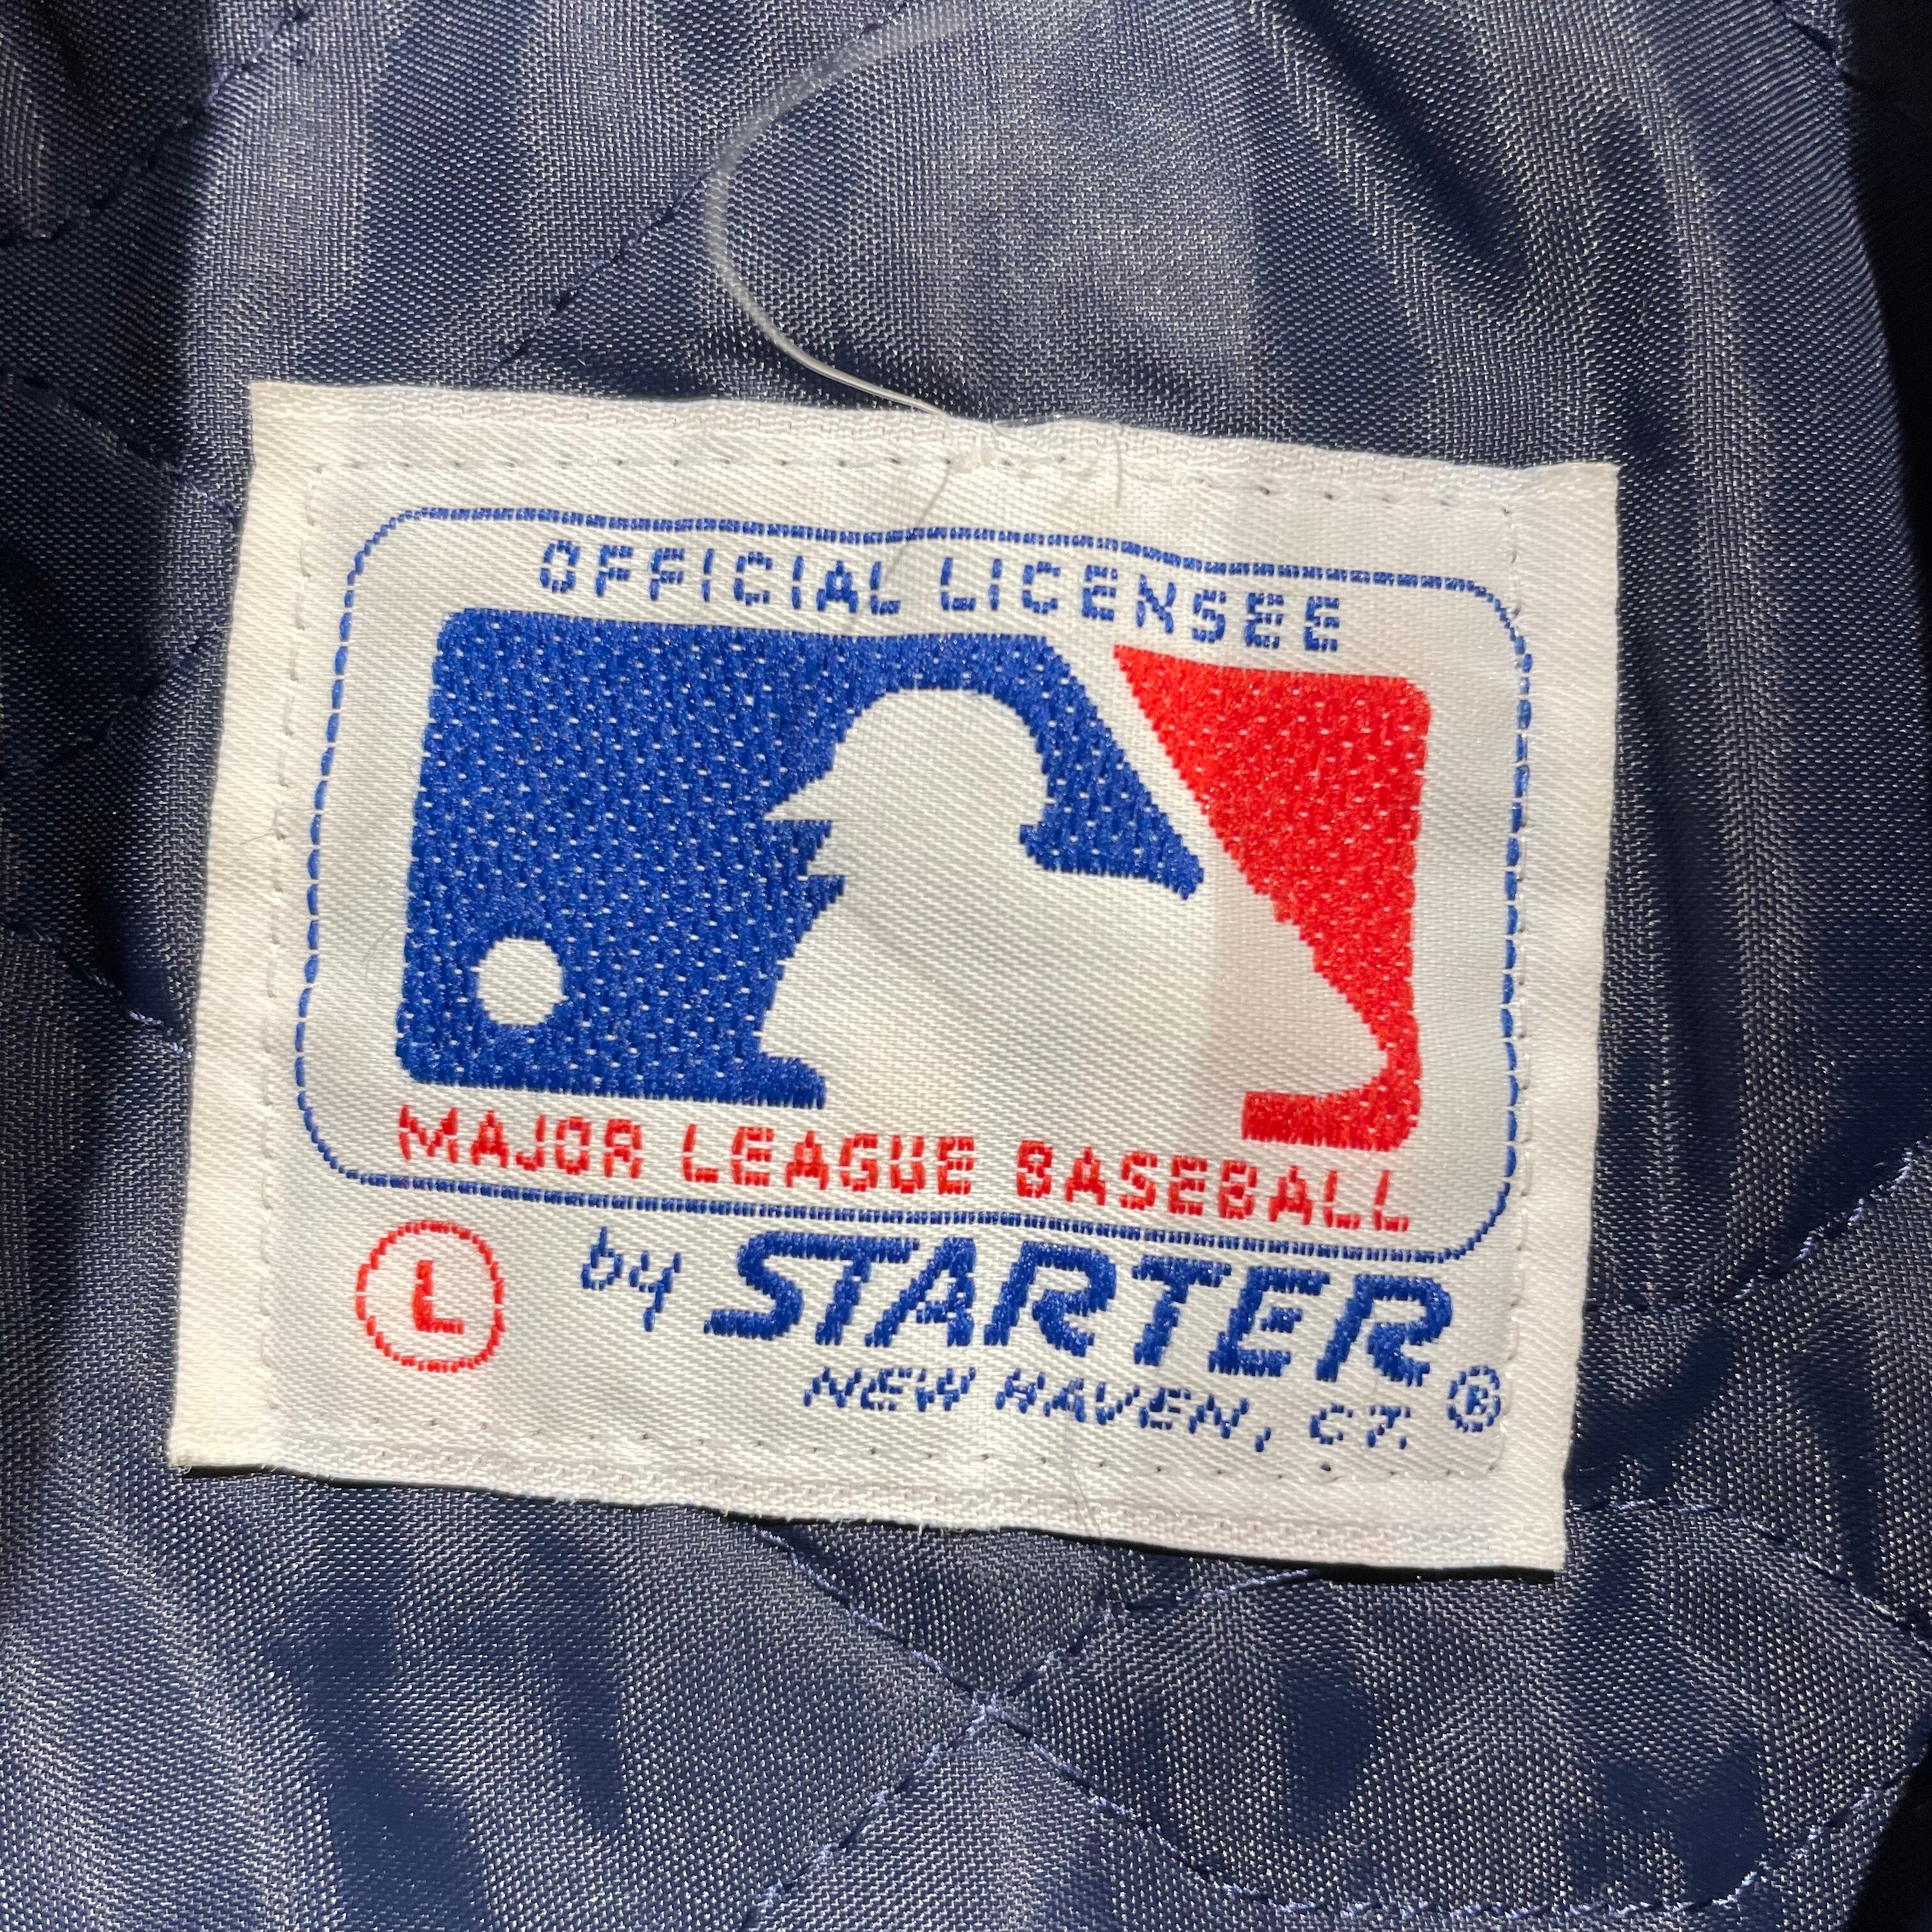 OFFICIAL LICENSEE
MAJOR LEAGUE BASEBALL
L by STARTER
NEW HAVEN, CT. ®